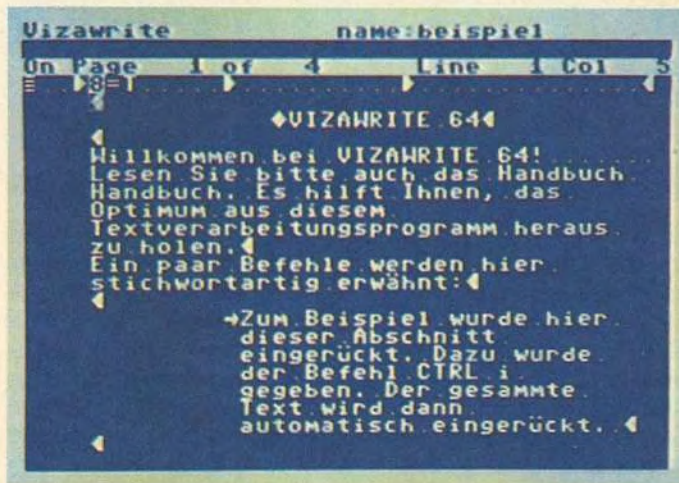 Vizawrite name:beispiel
On Page 1 of 4 Line 1 Col 5
VIZAWRITE 64
Willkommen bei VIZAWRITE 64!
Lesen Sie bitte auch das Handbuch
Handbuch. Es hilft Ihnen, das
Optimum aus diesem
Textverarbeitungsprogramm heraus
zu holen.
Ein paar Befehle werden hier
stichwortartig erwähnt:
Zum Beispiel wurde hier
dieser Abschnitt
eingerückt. Dazu wurde
der Befehl CTRL i
gegeben. Der gesammte
Text wird dann
automatisch eingerückt.